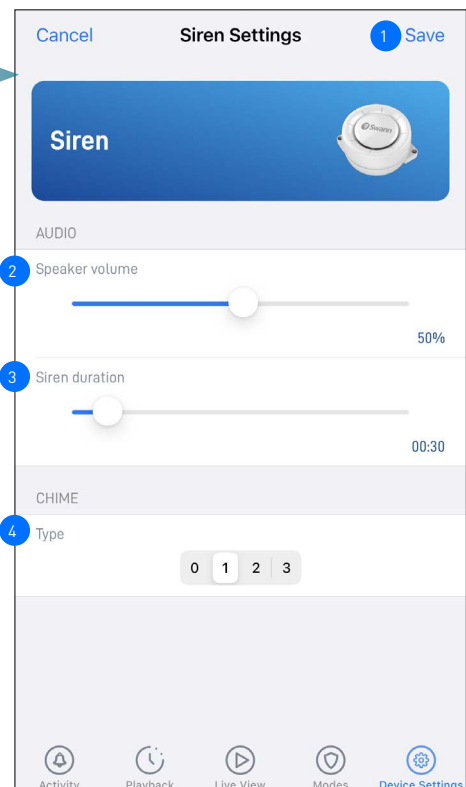 Cancel Siren Settings 1 Save
Siren
Swann
AUDIO
2 Speaker volume
50%
3 Siren duration
00:30
CHIME
4 Type
0 1 2 3
Activity Playback Live View Modes Device Settings